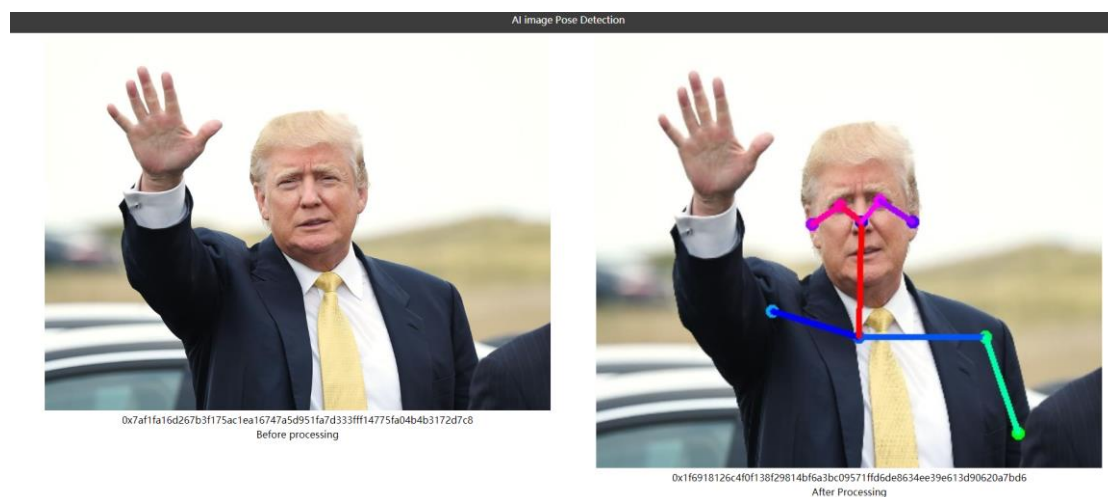 AI image Pose Detection
0x7af1fa16d267b3f175ac1ea16747a5d951fa7d333fff14775fa04b4b3172d7c8
Before processing
0x1f6918126c4f0f138f29814bf6a3bc09571ffd6de8634ee39e613d90620a7bd6
After Processing